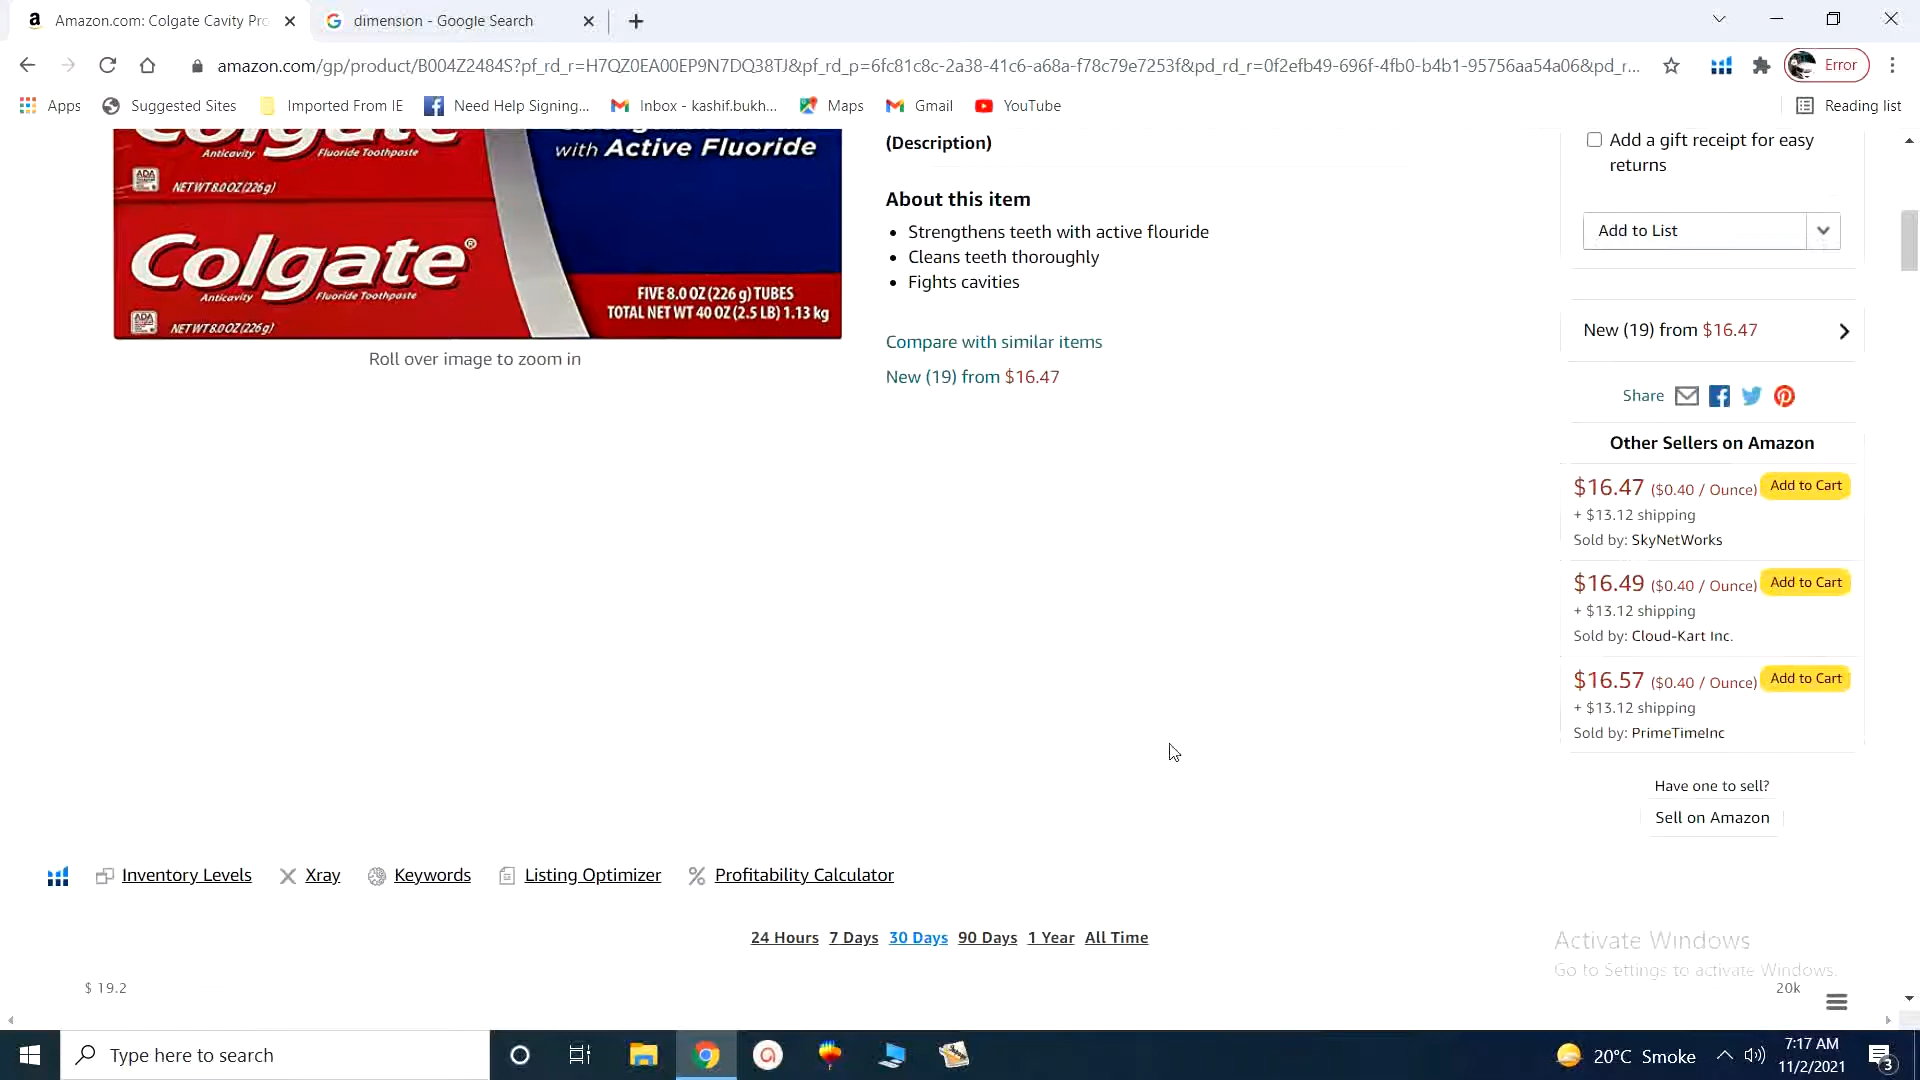 Amazon.com: Colgate Cavity Pro
dimension - Google Search
amazon.com/gp/product/B004Z2484S?pf_rd_r=H7QZ0EA00EP9N7DQ38TJ&pf_rd_p=6fc81c8c-2a38-41c6-a68a-f78c79e7253f&pd_rd_r=0f2efb49-696f-4fb0-b4b1-95756aa54a06&pd_r...
Error
Apps
Suggested Sites
Imported From IE
Need Help Signing...
Inbox - kashif.bukh...
Maps
Gmail
YouTube
Reading list
Colgate
Anticavity Fluoride Toothpaste
ADA
NET WT 8.0 OZ (226 g)
with Active Fluoride
Colgate®
Anticavity Fluoride Toothpaste
ADA
NET WT 8.0 OZ (226 g)
FIVE 8.0 OZ (226 g) TUBES
TOTAL NET WT 40 OZ (2.5 LB) 1.13 kg
Roll over image to zoom in
(Description)
About this item
• Strengthens teeth with active flouride
• Cleans teeth thoroughly
• Fights cavities
Compare with similar items
New (19) from $16.47
Add a gift receipt for easy
returns
Add to List
New (19) from $16.47
Share
Other Sellers on Amazon
$16.47 ($0.40 / Ounce) Add to Cart
+ $13.12 shipping
Sold by: SkyNetWorks
$16.49 ($0.40 / Ounce) Add to Cart
+ $13.12 shipping
Sold by: Cloud-Kart Inc.
$16.57 ($0.40 / Ounce) Add to Cart
+ $13.12 shipping
Sold by: PrimeTimeInc
Have one to sell?
Sell on Amazon
Inventory Levels
Xray
Keywords
Listing Optimizer
Profitability Calculator
24 Hours 7 Days 30 Days 90 Days 1 Year All Time
Activate Windows
Go to Settings to activate Windows.
$ 19.2
20k
Type here to search
20°C Smoke
7:17 AM
11/2/2021
3